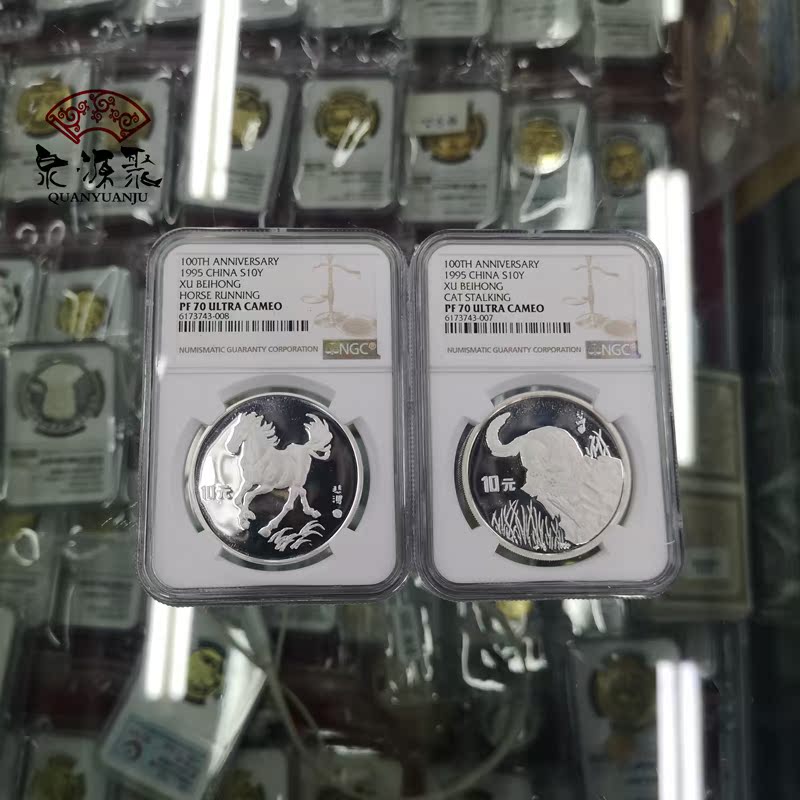 泉源聚
QUANYUANJU
100TH ANNIVERSARY
1995 CHINA S10Y
XU BEIHONG
HORSE RUNNING
PF 70 ULTRA CAMEO
6173743-008
NUMISMATIC GUARANTY CORPORATION
NGC
10元
悲鴻
100TH ANNIVERSARY
1995 CHINA S10Y
XU BEIHONG
CAT STALKING
PF 70 ULTRA CAMEO
6173743-007
NUMISMATIC GUARANTY CORPORATION
NGC
10元